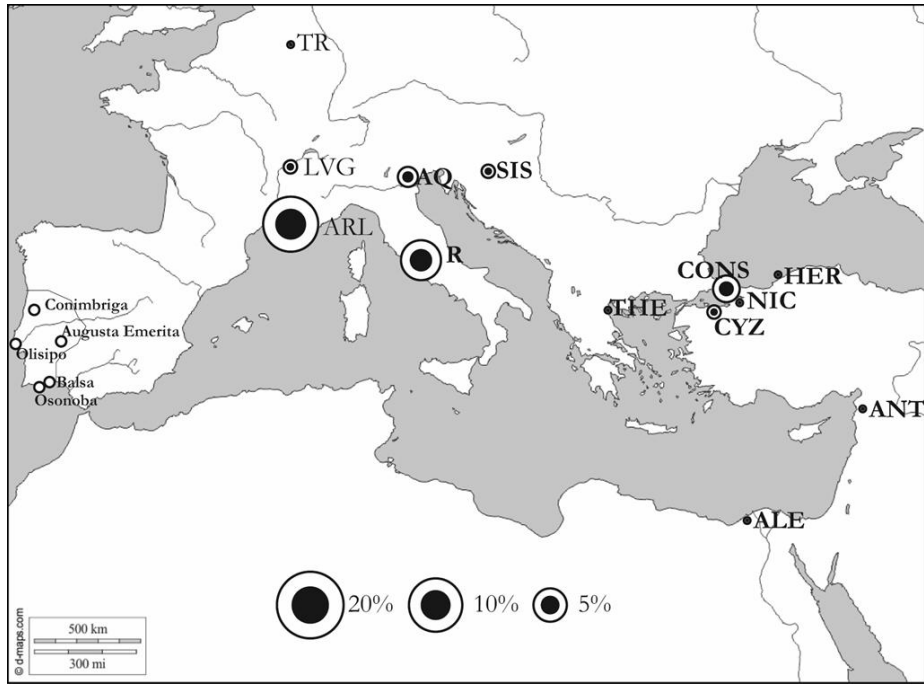 TR
LVG
AQ
SIS
ARL
R
CONS
HER
NIC
THE
CYZ
Conimbriga
Augusta Emerita
Olisipo
Balsa
Osonoba
ANT
ALE
20%
10%
5%
500 km
300 mi
© d-maps.com